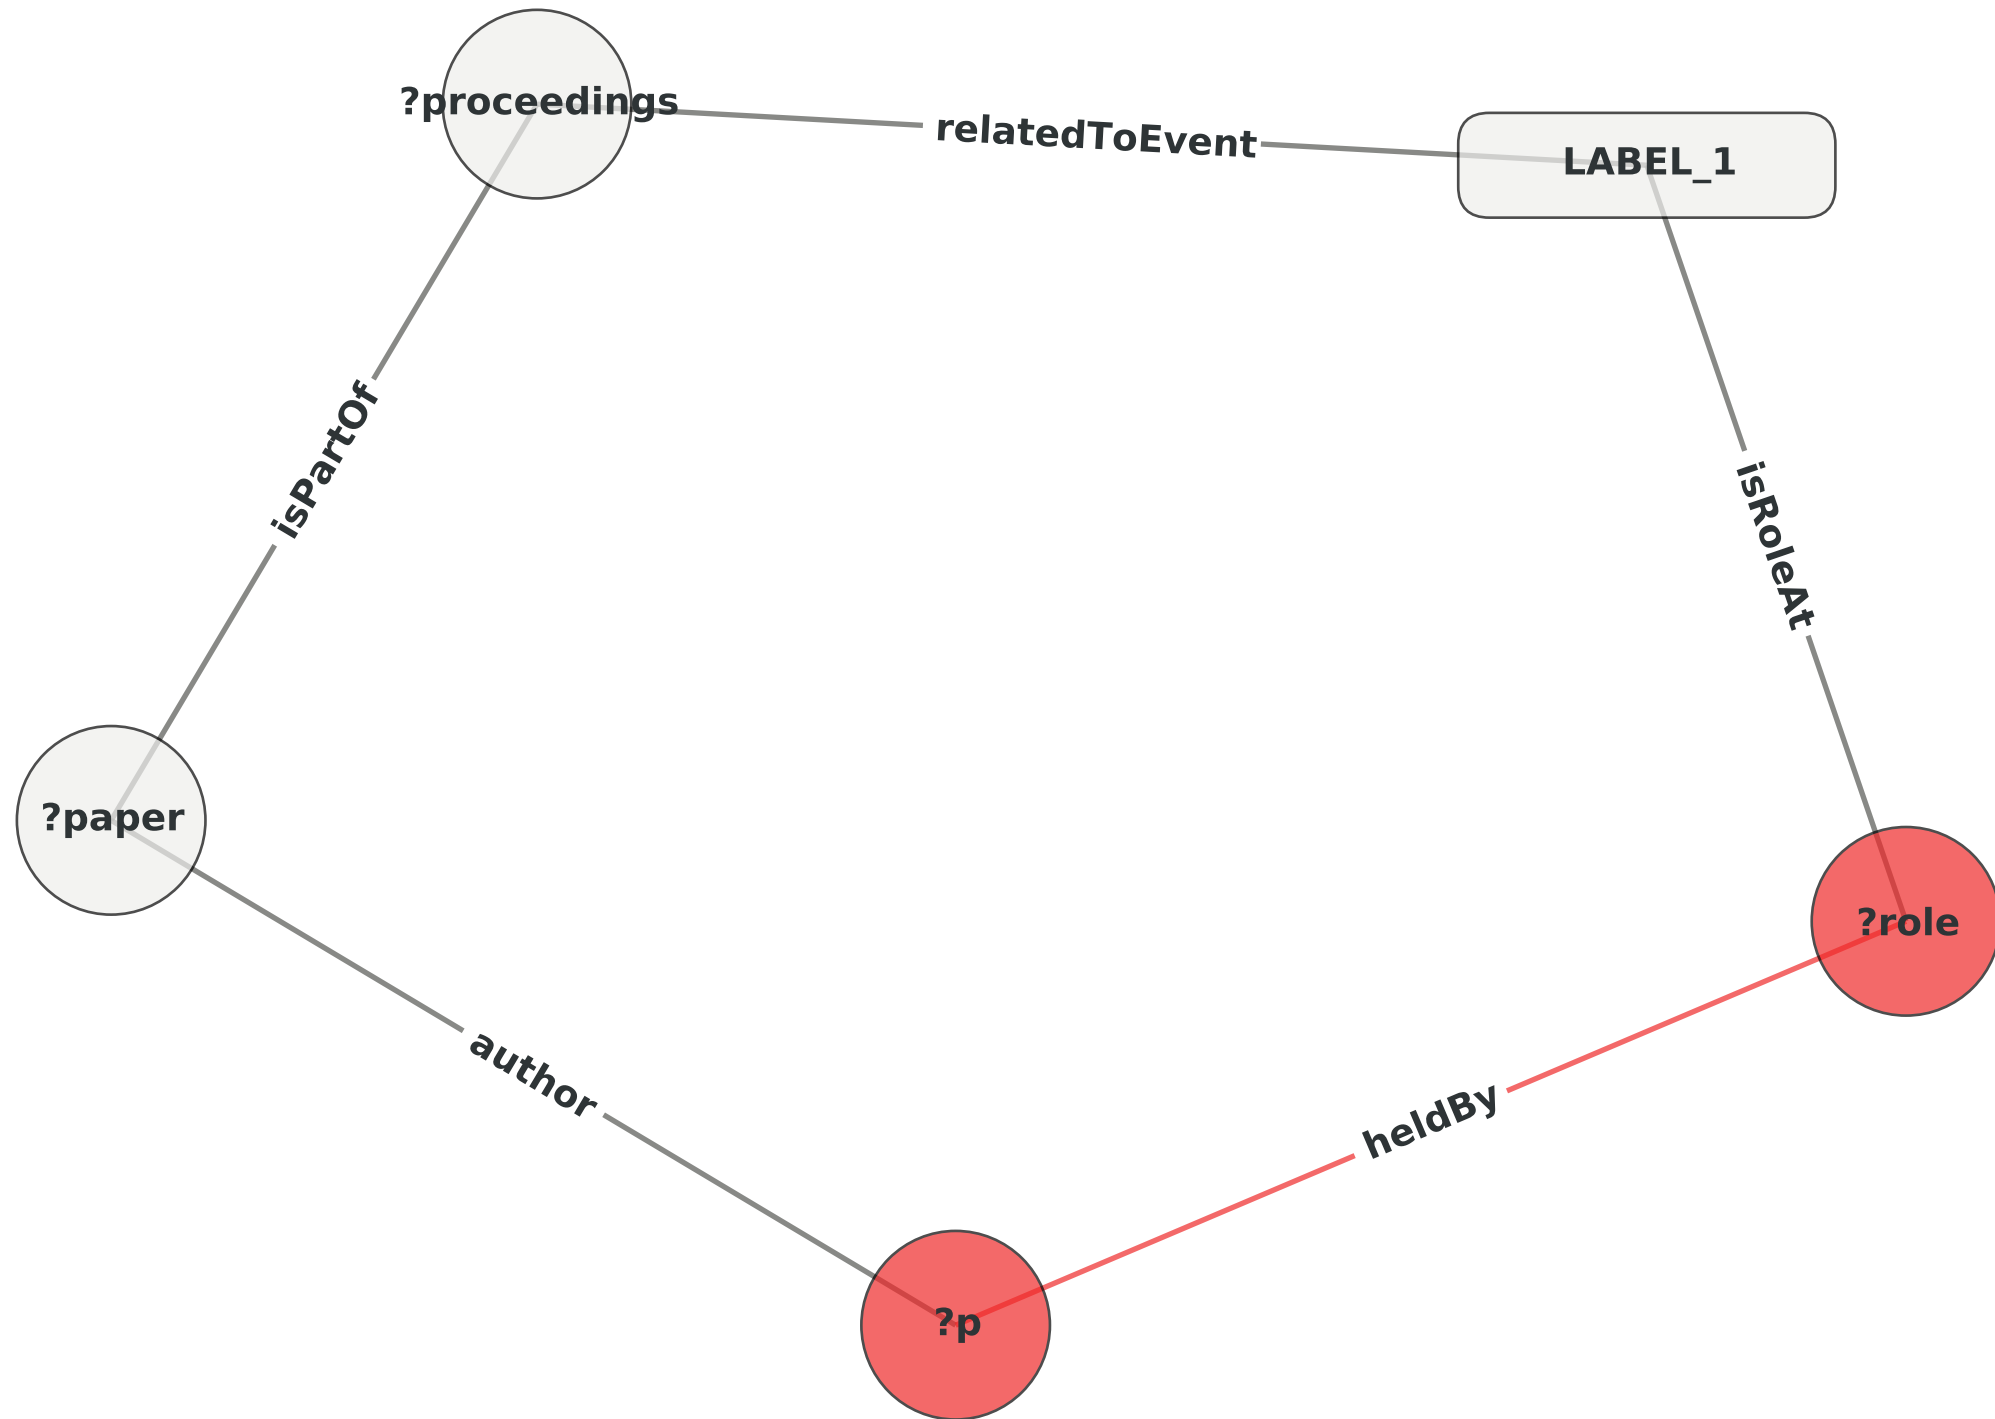 ?proceedings
relatedToEvent
LABEL_1
isPartOf
isRoleAt
?paper
?role
author
heldBy
?p